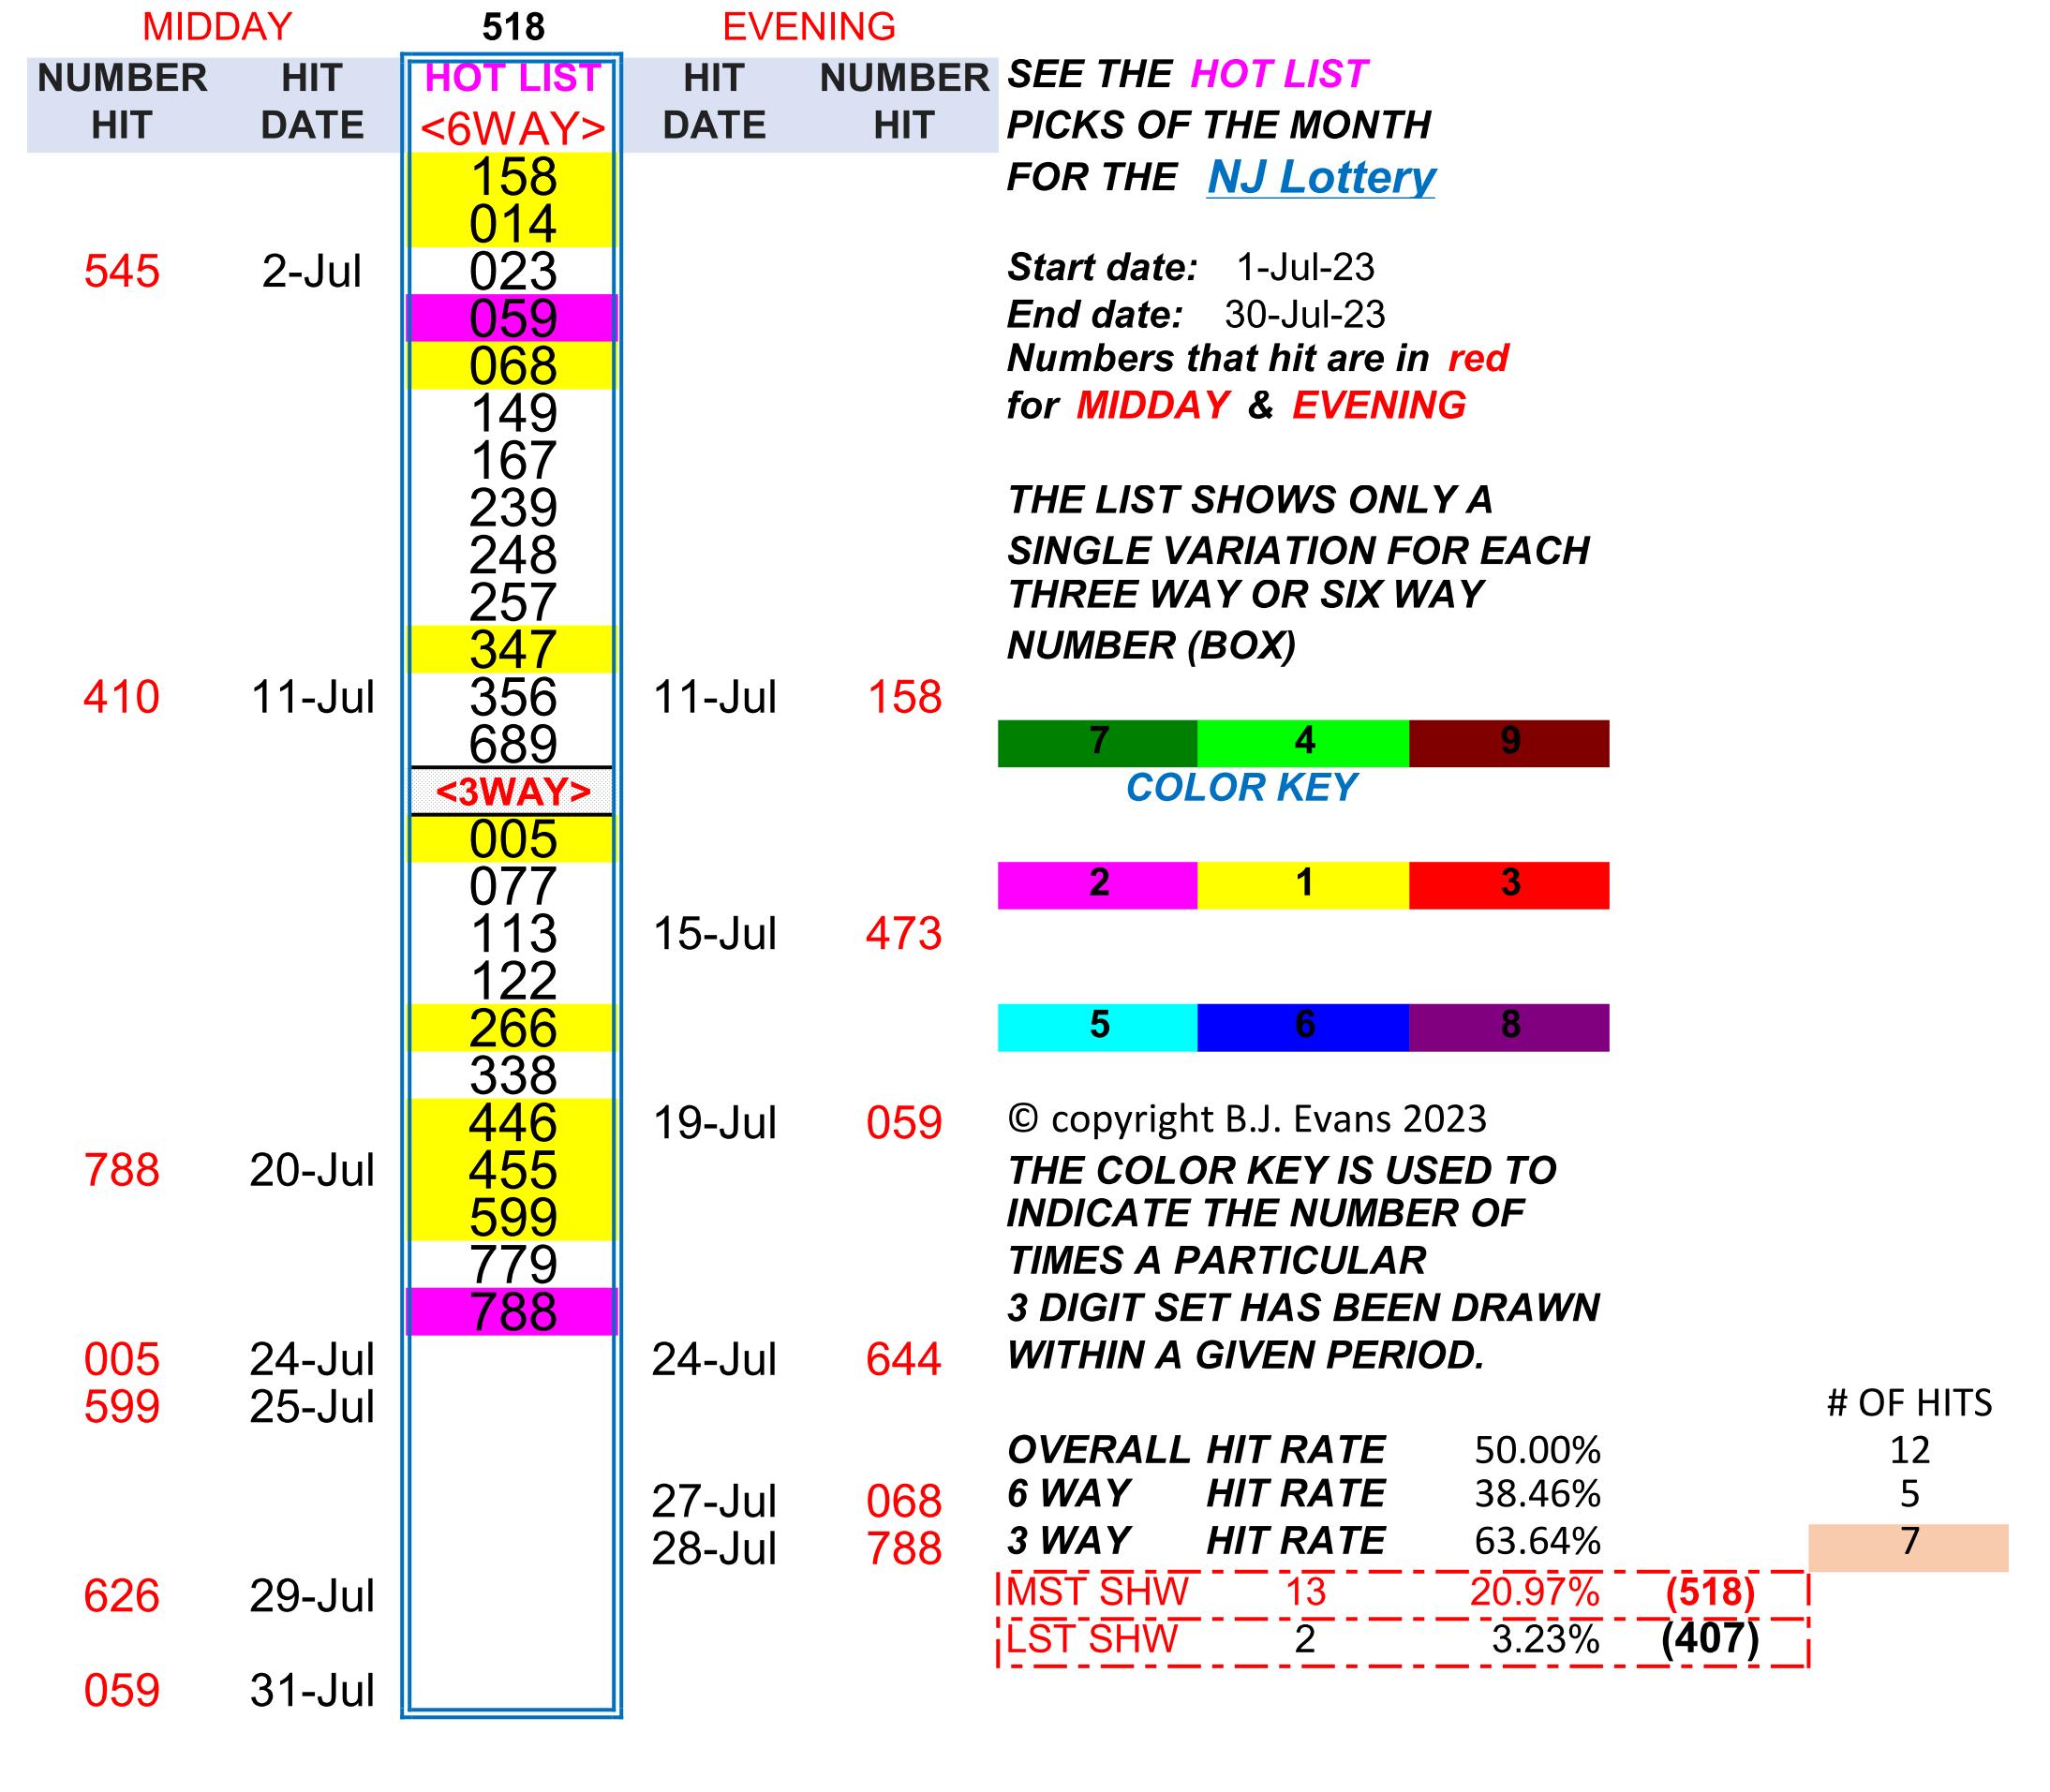 MIDDAY 518 EVENING
NUMBER HIT HOT LIST HIT NUMBER SEE THE HOT LIST
HIT DATE <6WAY> DATE HIT PICKS OF THE MONTH
158 FOR THE NJ Lottery
014
545 2-Jul 023 Start date: 1-Jul-23
059 End date: 30-Jul-23
068 Numbers that hit are in red
149 for MIDDAY & EVENING
167
239 THE LIST SHOWS ONLY A
248 SINGLE VARIATION FOR EACH
257 THREE WAY OR SIX WAY
347 NUMBER (BOX)
410 11-Jul 356 11-Jul 158
689 7 4 9
<3WAY> COLOR KEY
005
077 2 1 3
113 15-Jul 473
122
266 5 6 8
338
446 19-Jul 059 © copyright B.J. Evans 2023
788 20-Jul 455 THE COLOR KEY IS USED TO
599 INDICATE THE NUMBER OF
779 TIMES A PARTICULAR
788 3 DIGIT SET HAS BEEN DRAWN
005 24-Jul 24-Jul 644 WITHIN A GIVEN PERIOD.
599 25-Jul # OF HITS
OVERALL HIT RATE 50.00% 12
27-Jul 068 6 WAY HIT RATE 38.46% 5
28-Jul 788 3 WAY HIT RATE 63.64% 7
626 29-Jul MST SHW 13 20.97% (518)
LST SHW 2 3.23% (407)
059 31-Jul